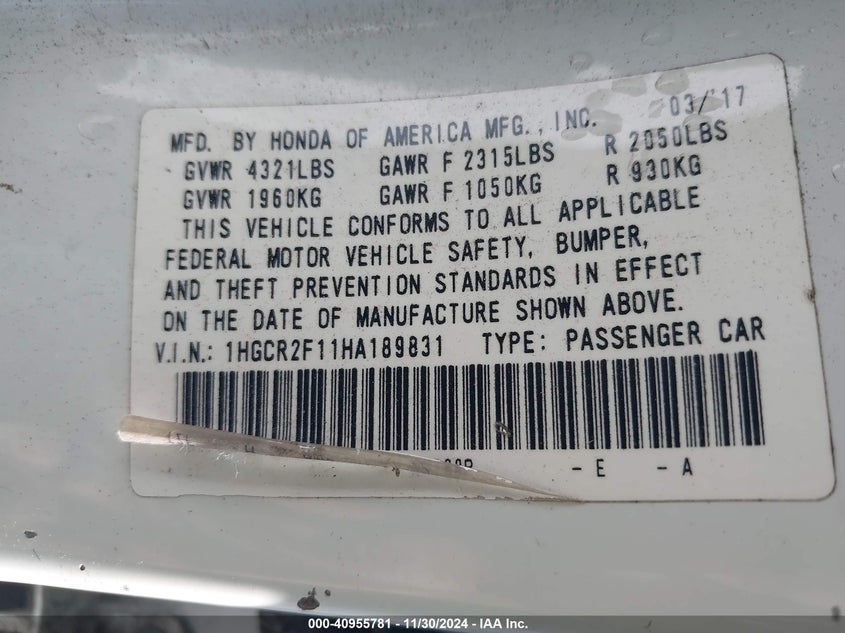 MFD. BY HONDA OF AMERICA MFG., INC. 03/'17
GVWR 4321LBS GAWR F 2315LBS R 2050LBS
GVWR 1960KG GAWR F 1050KG R 930KG
THIS VEHICLE CONFORMS TO ALL APPLICABLE
FEDERAL MOTOR VEHICLE SAFETY, BUMPER,
AND THEFT PREVENTION STANDARDS IN EFFECT
ON THE DATE OF MANUFACTURE SHOWN ABOVE.
V.I.N.: 1HGCR2F11HA189831 TYPE: PASSENGER CAR
-E -A
000-40955781 - 11/30/2024 - IAA Inc.